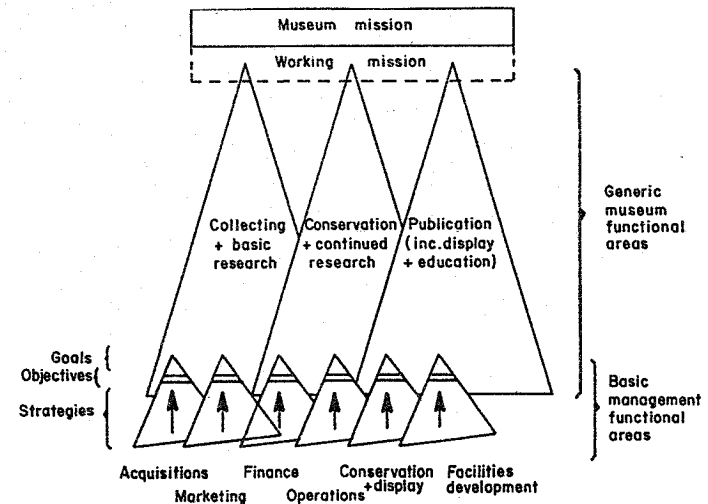 Museum mission
Working mission
Collecting
+ basic
research
Conservation
+ continued
research
Publication
(inc.display
+ education)
Generic
museum
functional
areas
Goals
Objectives
Strategies
Basic
management
functional
areas
Acquisitions
Marketing
Finance
Operations
Conservation
+display
Facilities
development